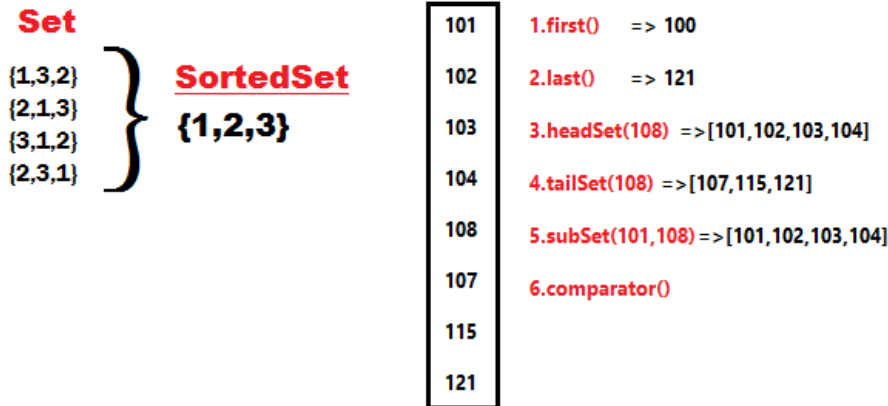 Set
{1,3,2}
{2,1,3}
{3,1,2}
{2,3,1}
SortedSet
{1,2,3}
101
102
103
104
108
107
115
121
1.first() => 100
2.last() => 121
3.headSet(108) =>[101,102,103,104]
4.tailSet(108) =>[107,115,121]
5.subSet(101,108)=>[101,102,103,104]
6.comparator()